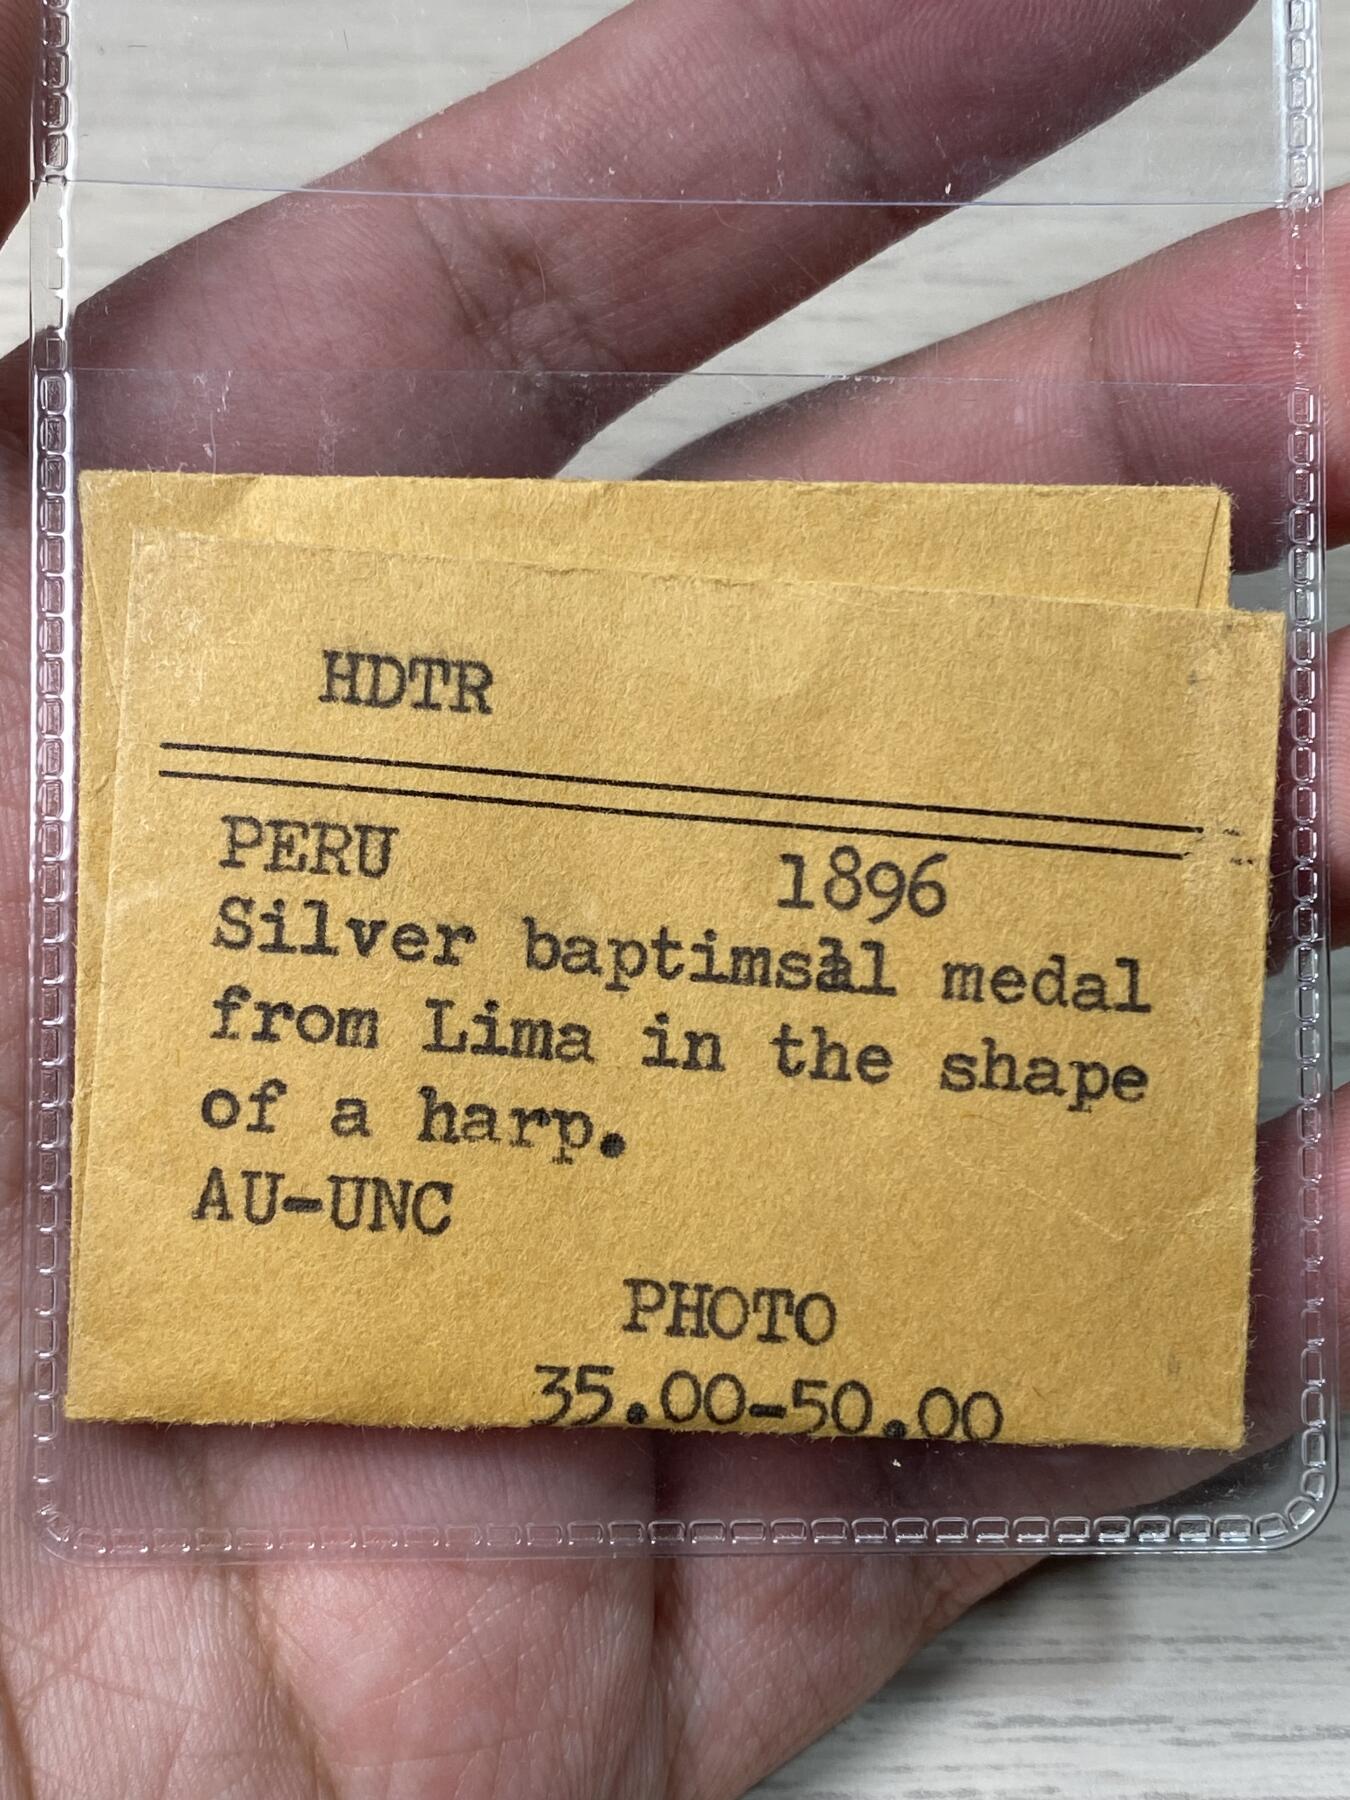 HDTR
PERU 1896
Silver baptimsal medal
from Lima in the shape
of a harp.
AU-UNC
PHOTO
35.00-50.00